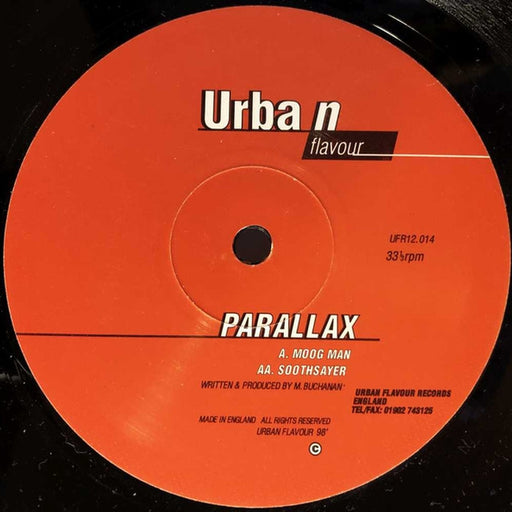 Urban
flavour
UFR12.014
33⅓rpm
PARALLAX
A. MOOG MAN
AA. SOOTHSAYER
WRITTEN & PRODUCED BY M. BUCHANAN'
URBAN FLAVOUR RECORDS
ENGLAND
TEL/FAX: 01902 743125
MADE IN ENGLAND ALL RIGHTS RESERVED
URBAN FLAVOUR 98'
©